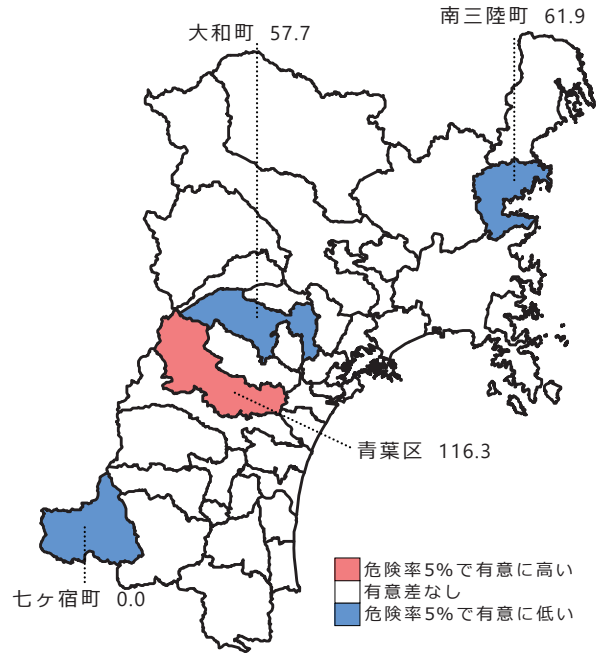 南三陸町 61.9
大和町 57.7
青葉区 116.3
七ヶ宿町 0.0
危険率5%で有意に高い
有意差なし
危険率5%で有意に低い